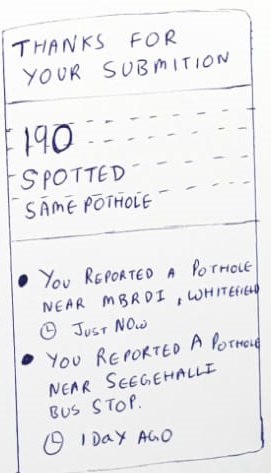 THANKS FOR
YOUR SUBMITION
190
SPOTTED
SAME POTHOLE
You REPORTED A POTHOLE
NEAR MBRDI, WHITEFIELD
JUST NOW
YOU REPORTED A POTHOLE
NEAR SEEGEHALLI
BUS STOP.
1 DAY AGO